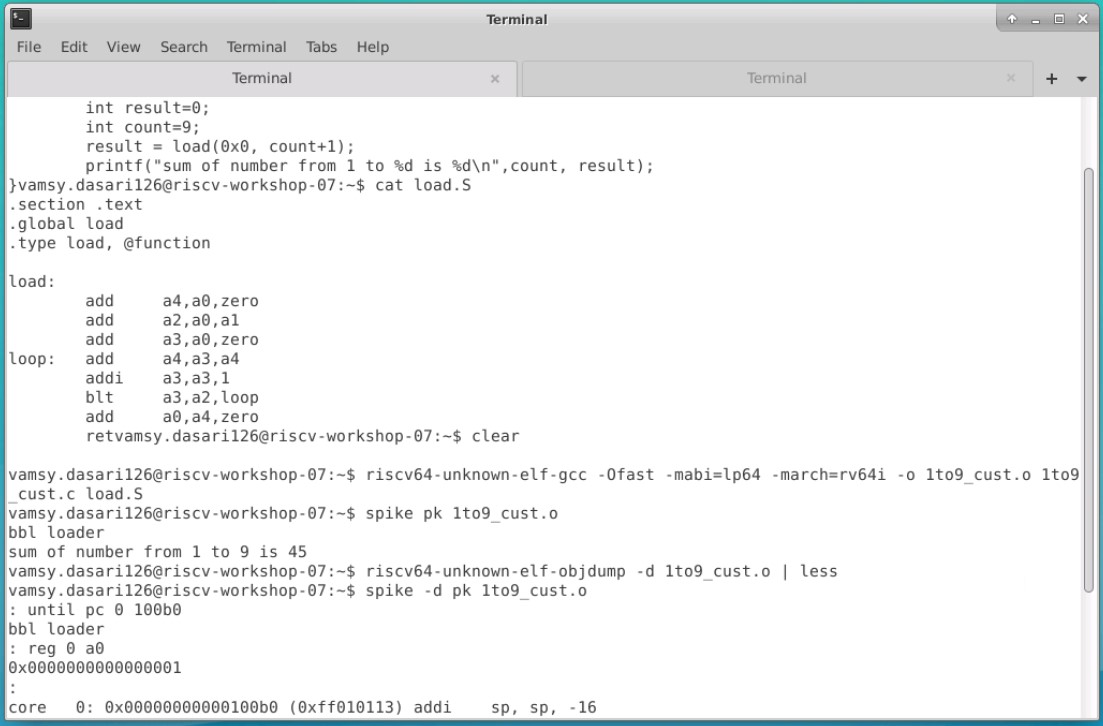 Terminal
File Edit View Search Terminal Tabs Help
Terminal
Terminal
        int result=0;
        int count=9;
        result = load(0x0, count+1);
        printf("sum of number from 1 to %d is %d\n",count, result);
}vamsy.dasari126@riscv-workshop-07:~$ cat load.S
.section .text
.global load
.type load, @function

load:
        add     a4,a0,zero
        add     a2,a0,a1
        add     a3,a0,zero
loop:   add     a4,a3,a4
        addi    a3,a3,1
        blt     a3,a2,loop
        add     a0,a4,zero
        retvamsy.dasari126@riscv-workshop-07:~$ clear

vamsy.dasari126@riscv-workshop-07:~$ riscv64-unknown-elf-gcc -Ofast -mabi=lp64 -march=rv64i -o 1to9_cust.o 1to9
_cust.c load.S
vamsy.dasari126@riscv-workshop-07:~$ spike pk 1to9_cust.o
bbl loader
sum of number from 1 to 9 is 45
vamsy.dasari126@riscv-workshop-07:~$ riscv64-unknown-elf-objdump -d 1to9_cust.o | less
vamsy.dasari126@riscv-workshop-07:~$ spike -d pk 1to9_cust.o
: until pc 0 100b0
bbl loader
: reg 0 a0
0x0000000000000001
:
core   0: 0x00000000000100b0 (0xff010113) addi    sp, sp, -16